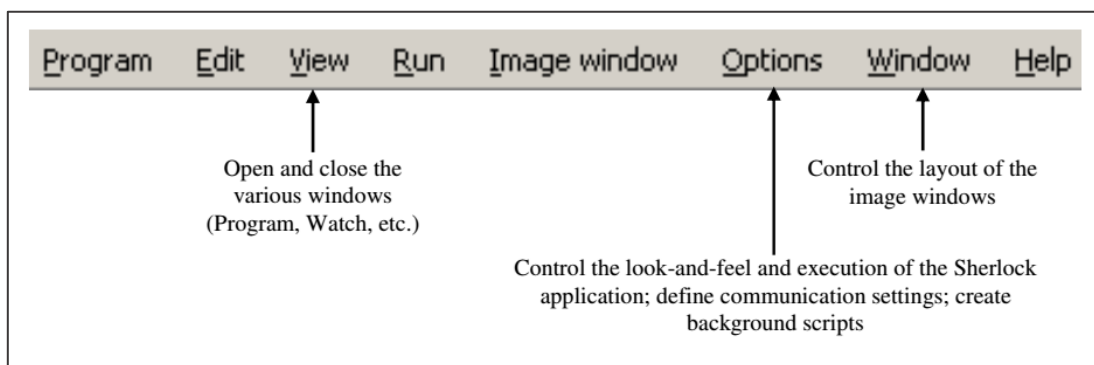 Program Edit View Run Image window Options Window Help
Open and close the
various windows
(Program, Watch, etc.)
Control the layout of the
image windows
Control the look-and-feel and execution of the Sherlock
application; define communication settings; create
background scripts